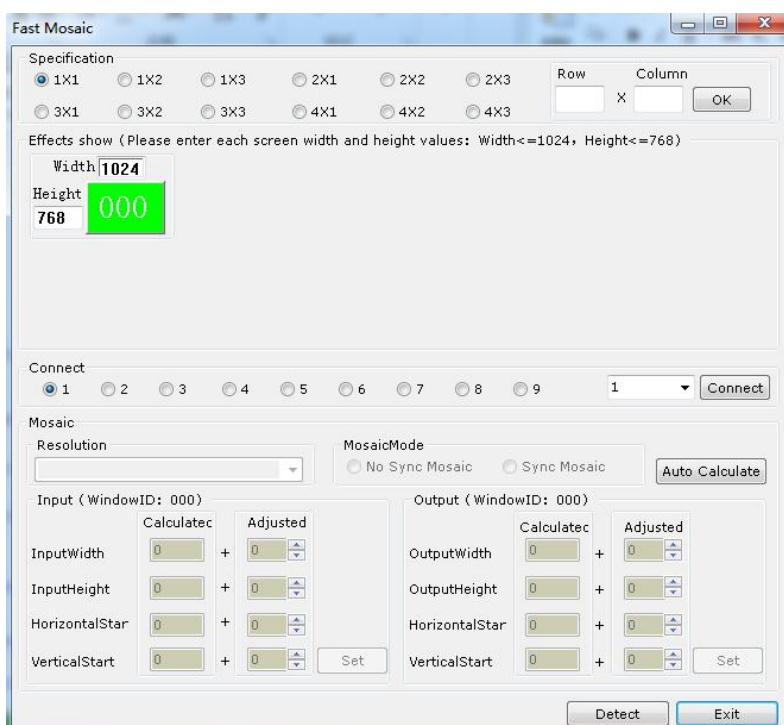 Fast Mosaic
Specification
1X1 1X2 1X3 2X1 2X2 2X3 Row Column
X OK
3X1 3X2 3X3 4X1 4X2 4X3
Effects show (Please enter each screen width and height values: Width<=1024, Height<=768)
Width 1024
Height
768 000
Connect
1 2 3 4 5 6 7 8 9 1 Connect
Mosaic
Resolution MosaicMode
No Sync Mosaic Sync Mosaic Auto Calculate
Input (WindowID: 000) Output (WindowID: 000)
Calculatec Adjusted Calculatec Adjusted
InputWidth 0 + 0 OutputWidth 0 + 0
InputHeight 0 + 0 OutputHeight 0 + 0
HorizontalStar 0 + 0 HorizontalStar 0 + 0
VerticalStart 0 + 0 Set VerticalStart 0 + 0 Set
Detect Exit